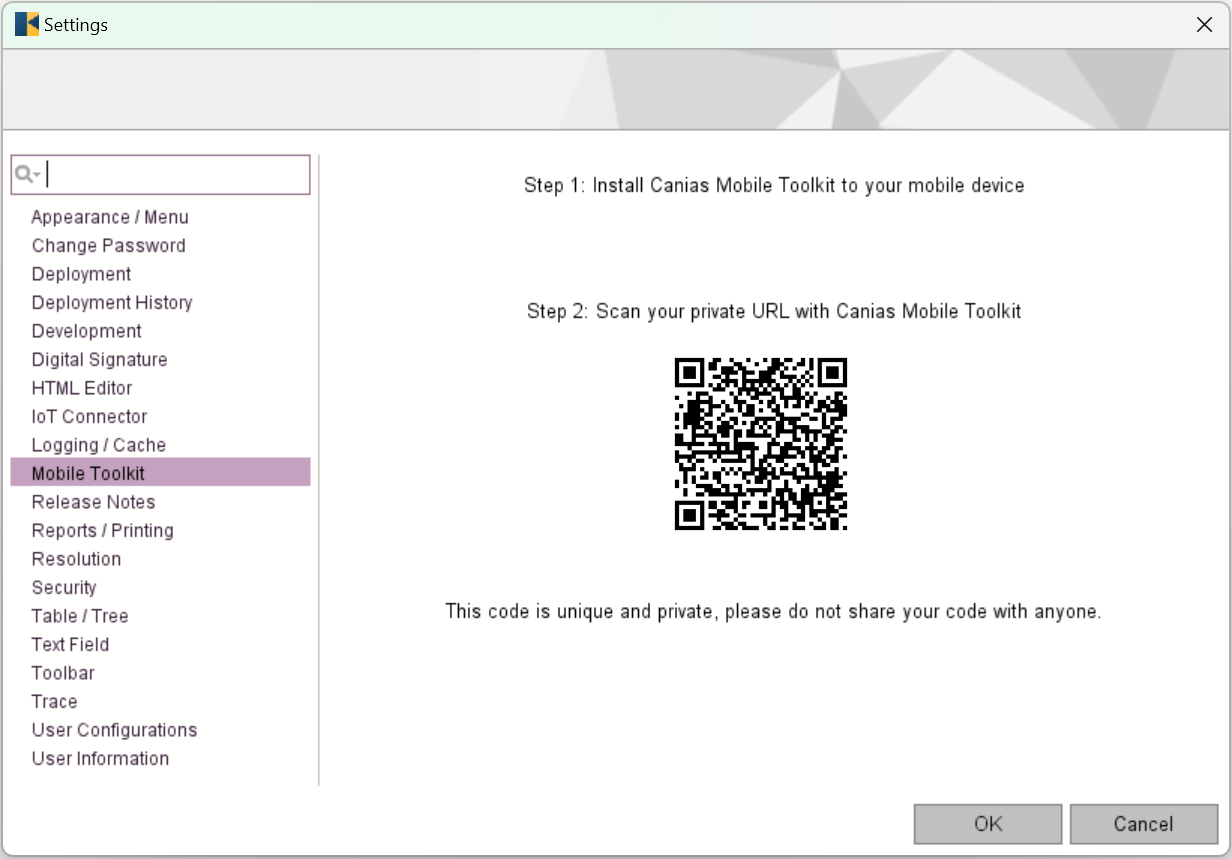 Settings
Appearance / Menu
Change Password
Deployment
Deployment History
Development
Digital Signature
HTML Editor
IoT Connector
Logging / Cache
Mobile Toolkit
Release Notes
Reports / Printing
Resolution
Security
Table / Tree
Text Field
Toolbar
Trace
User Configurations
User Information
Step 1: Install Canias Mobile Toolkit to your mobile device
Step 2: Scan your private URL with Canias Mobile Toolkit
This code is unique and private, please do not share your code with anyone.
OK
Cancel